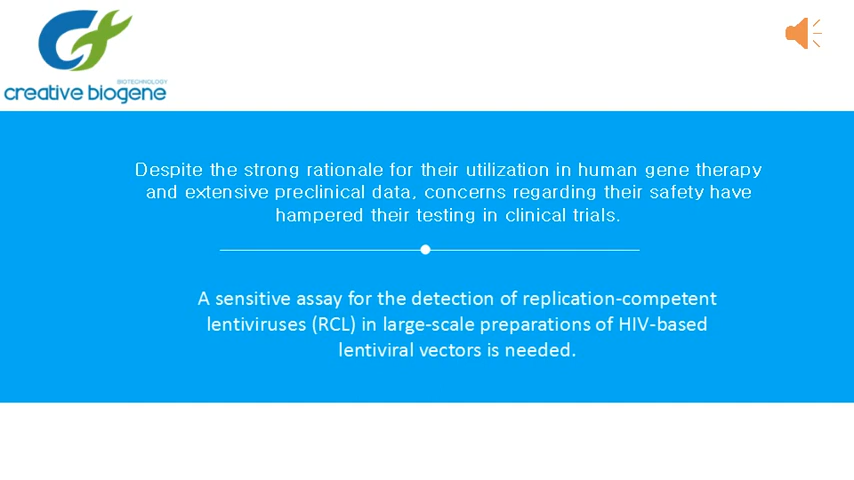 BIOTECHNOLOGY
creative biogene
Despite the strong rationale for their utilization in human gene therapy
and extensive preclinical data, concerns regarding their safety have
hampered their testing in clinical trials.
A sensitive assay for the detection of replication-competent
lentiviruses (RCL) in large-scale preparations of HIV-based
lentiviral vectors is needed.